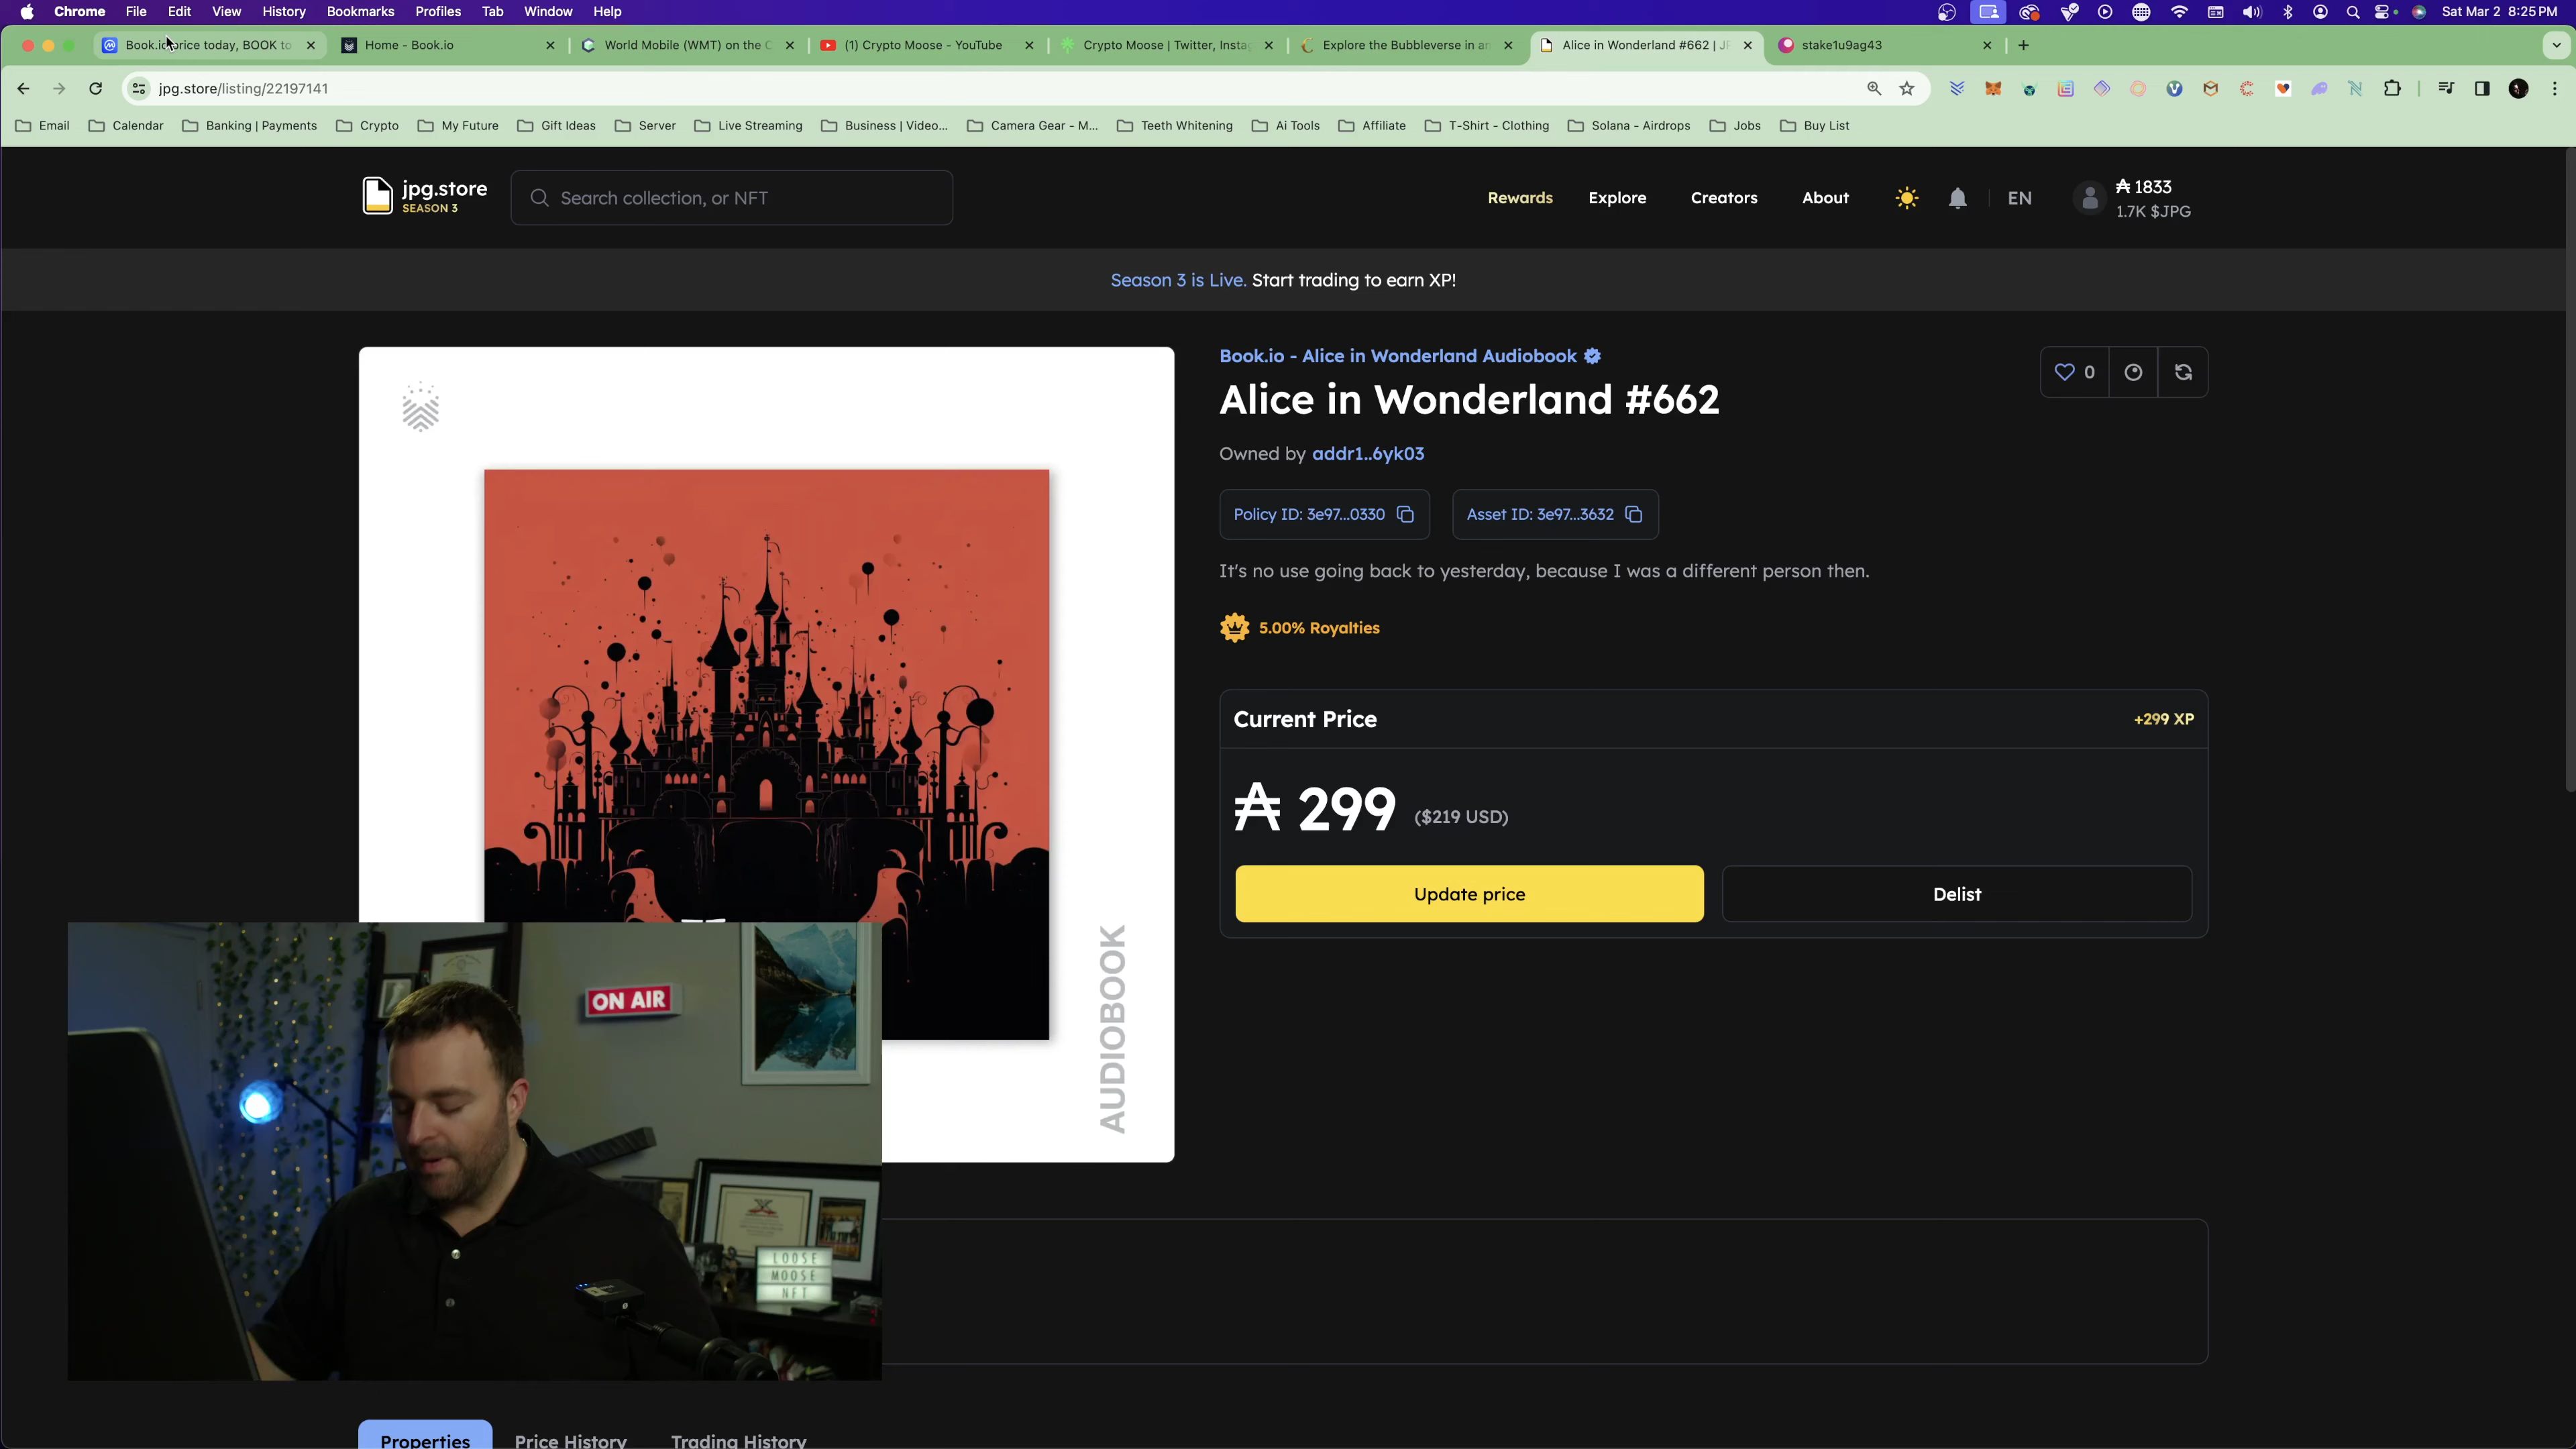 Chrome File Edit View History Bookmarks Profiles Tab Window Help Sat Mar 2 8:25 PM
price today, BOOK to Home - Book.io World Mobile (WMT) on the C (1) Crypto Moose - YouTube Crypto Moose | Twitter, Insta Explore the Bubbleverse in an Alice in Wonderland #662 | JP stake1u9ag43
jpg.store/listing/22197141
Email Calendar Banking | Payments Crypto My Future Gift Ideas Server Live Streaming Business | Video... Camera Gear - M... Teeth Whitening Ai Tools Affiliate T-Shirt - Clothing Solana - Airdrops Jobs Buy List
jpg.store
SEASON 3
Search collection, or NFT
Rewards Explore Creators About EN
₳ 1833
1.7K $JPG
Season 3 is Live. Start trading to earn XP!
Book.io - Alice in Wonderland Audiobook
Alice in Wonderland #662
0
Owned by addr1..6yk03
Policy ID: 3e97...0330 Asset ID: 3e97...3632
It's no use going back to yesterday, because I was a different person then.
5.00% Royalties
Current Price +299 XP
₳ 299 ($219 USD)
Update price Delist
AUDIOBOOK
ON AIR
LOOSE
MOOSE
NFT
Properties Price History Trading History